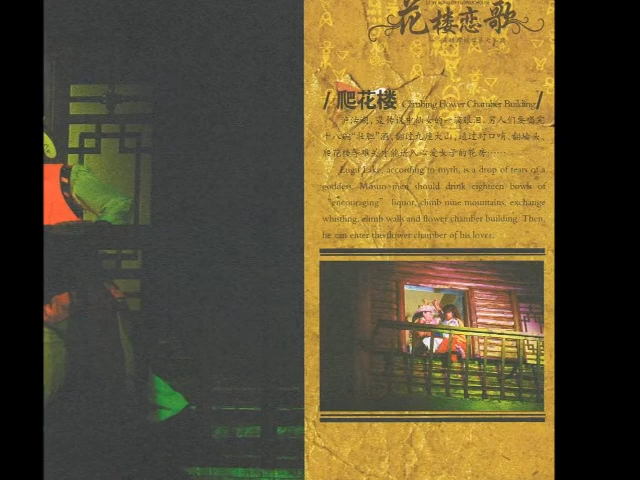 花楼恋歌
/ 爬花楼 Climbing Flower Chamber Building /
泸沽湖，是传说中仙女的一滴眼泪。男人们要喝完
十八碗“壮胆”酒，翻过九座大山，通过对口哨、翻墙头、
爬花楼等难关才能进入心爱女子的花房……
Lugu Lake, according to myth, is a drop of tears of a
goddess. Mosuo men should drink eighteen bowls of
“encouraging” liquor, climb nine mountains, exchange
whistling, climb walls and flower chamber building. Then,
he can enter the flower chamber of his lover.